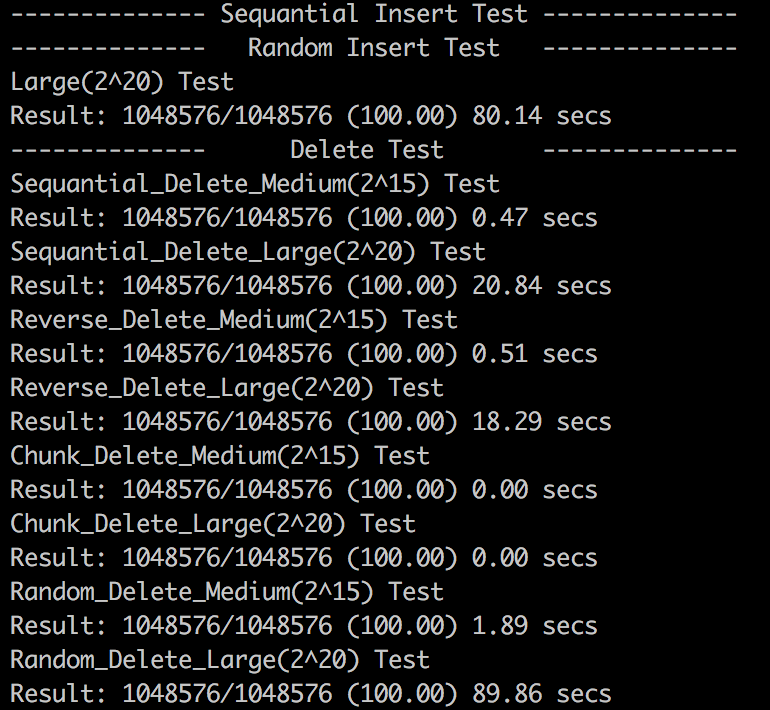 -------------- Sequantial Insert Test --------------
--------------   Random Insert Test   --------------
Large(2^20) Test
Result: 1048576/1048576 (100.00) 80.14 secs
--------------      Delete Test       --------------
Sequantial_Delete_Medium(2^15) Test
Result: 1048576/1048576 (100.00) 0.47 secs
Sequantial_Delete_Large(2^20) Test
Result: 1048576/1048576 (100.00) 20.84 secs
Reverse_Delete_Medium(2^15) Test
Result: 1048576/1048576 (100.00) 0.51 secs
Reverse_Delete_Large(2^20) Test
Result: 1048576/1048576 (100.00) 18.29 secs
Chunk_Delete_Medium(2^15) Test
Result: 1048576/1048576 (100.00) 0.00 secs
Chunk_Delete_Large(2^20) Test
Result: 1048576/1048576 (100.00) 0.00 secs
Random_Delete_Medium(2^15) Test
Result: 1048576/1048576 (100.00) 1.89 secs
Random_Delete_Large(2^20) Test
Result: 1048576/1048576 (100.00) 89.86 secs